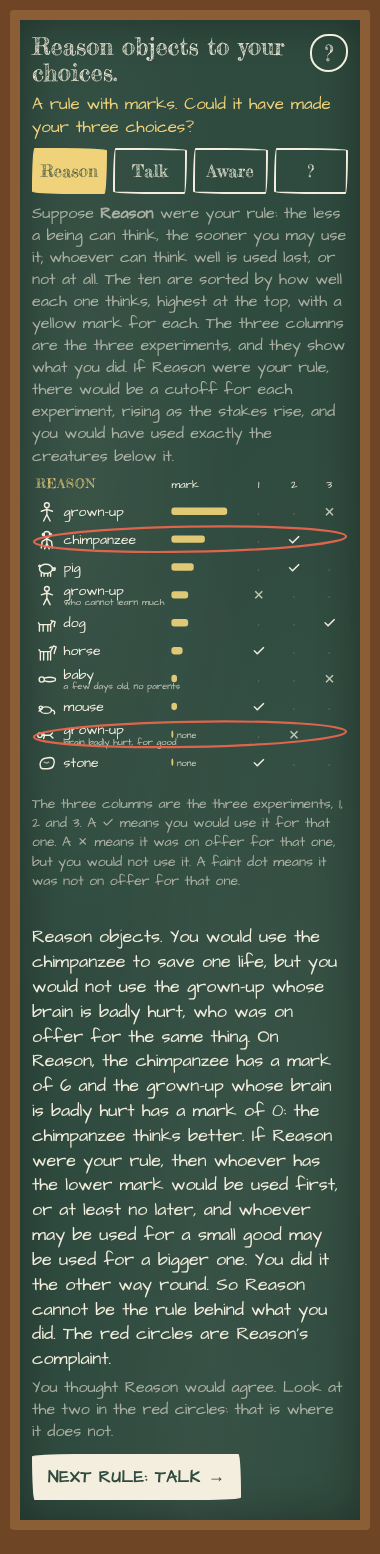 Reason objects to your
choices.
?
A rule with marks. Could it have made
your three choices?
Reason
Talk
Aware
?
Suppose Reason were your rule: the less
a being can think, the sooner you may use
it; whoever can think well is used last, or
not at all. The ten are sorted by how well
each one thinks, highest at the top, with a
yellow mark for each. The three columns
are the three experiments, and they show
what you did. If Reason were your rule,
there would be a cutoff for each
experiment, rising as the stakes rise, and
you would have used exactly the
creatures below it.
REASON mark 1 2 3
grown-up ✕
chimpanzee ✓
pig ✓
grown-up ✕
who cannot learn much
dog ✓
horse ✓
baby ✕
a few days old, no parents
mouse ✓
grown-up none ✕
brain badly hurt, for good
stone none ✓
The three columns are the three experiments, 1,
2 and 3. A ✓ means you would use it for that
one. A ✕ means it was on offer for that one,
but you would not use it. A faint dot means it
was not on offer for that one.
Reason objects. You would use the
chimpanzee to save one life, but you
would not use the grown-up whose
brain is badly hurt, who was on
offer for the same thing. On
Reason, the chimpanzee has a mark
of 6 and the grown-up whose brain
is badly hurt has a mark of 0: the
chimpanzee thinks better. If Reason
were your rule, then whoever has
the lower mark would be used first,
or at least no later, and whoever
may be used for a small good may
be used for a bigger one. You did it
the other way round. So Reason
cannot be the rule behind what you
did. The red circles are Reason's
complaint.
You thought Reason would agree. Look at
the two in the red circles: that is where
it does not.
NEXT RULE: TALK →